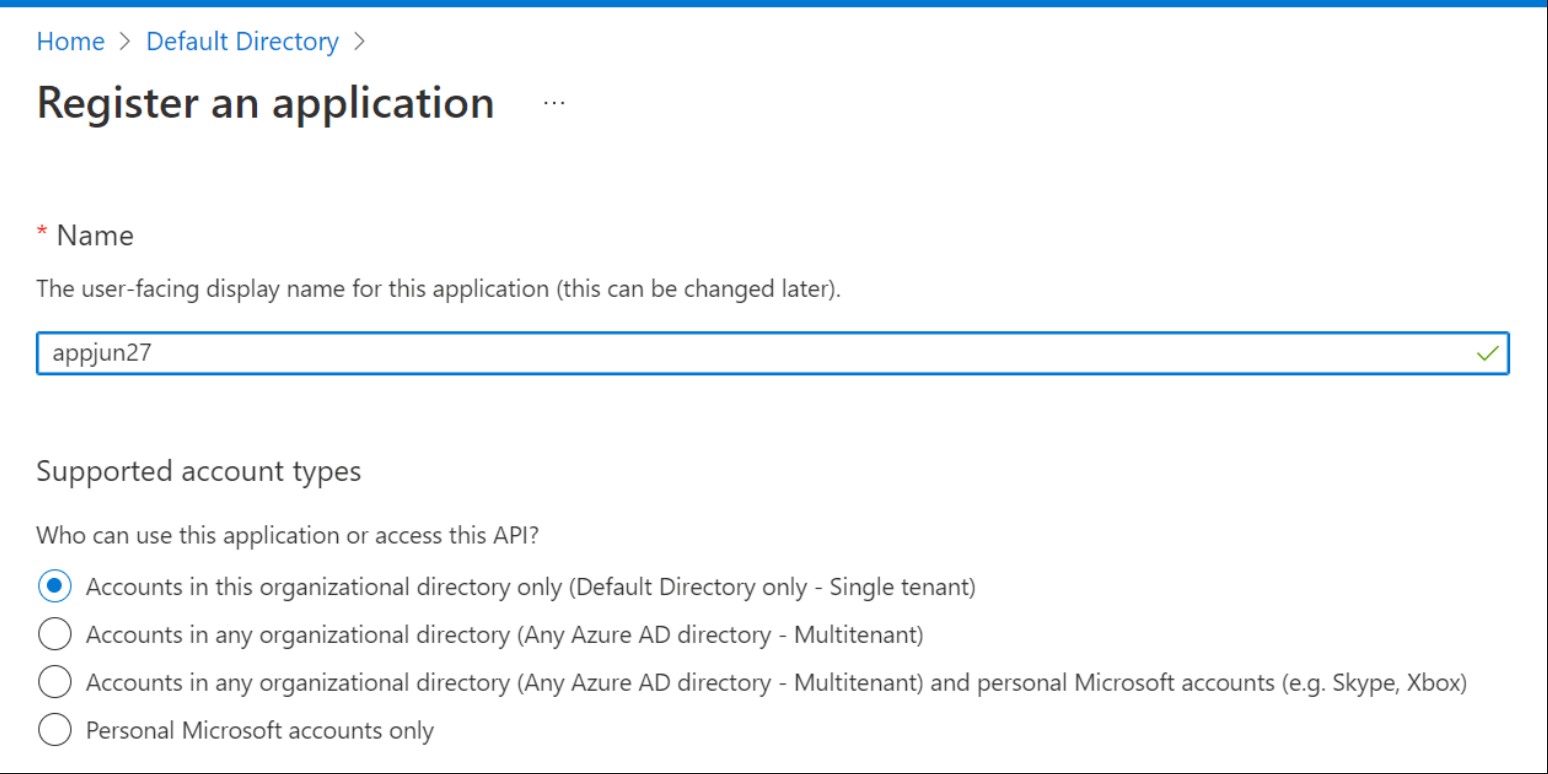 Home > Default Directory >
Register an application ...
* Name
The user-facing display name for this application (this can be changed later).
appjun27
Supported account types
Who can use this application or access this API?
Accounts in this organizational directory only (Default Directory only - Single tenant)
Accounts in any organizational directory (Any Azure AD directory - Multitenant)
Accounts in any organizational directory (Any Azure AD directory - Multitenant) and personal Microsoft accounts (e.g. Skype, Xbox)
Personal Microsoft accounts only